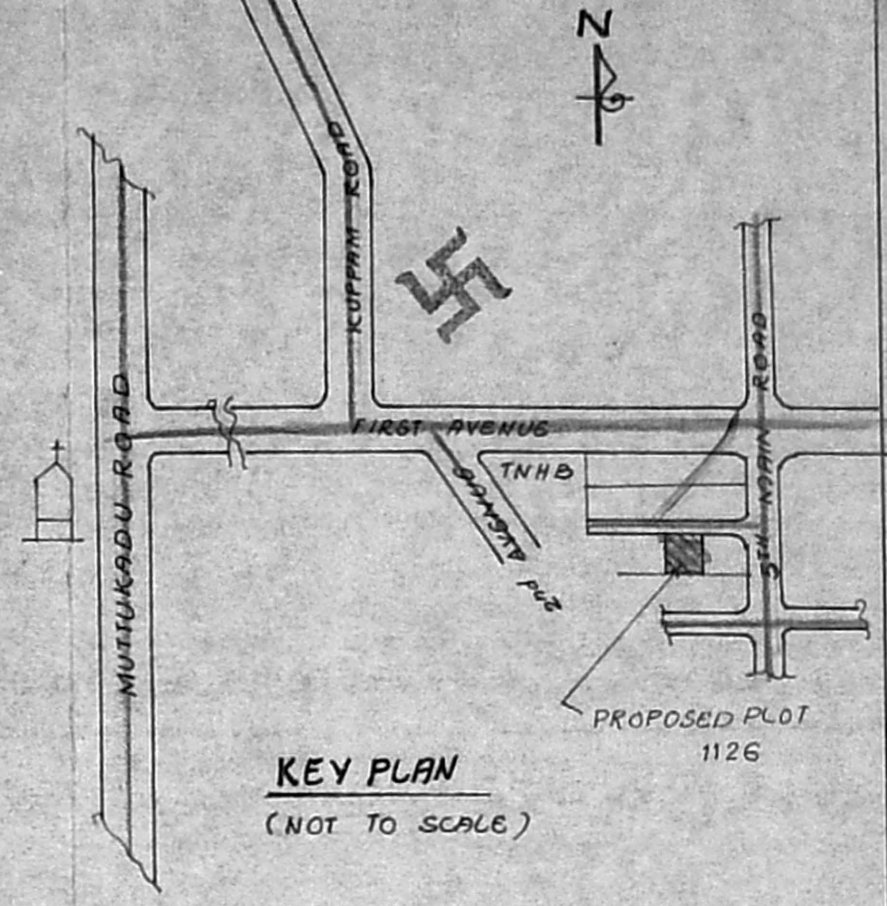 N
KUPPAM ROAD
MUTTUKADU ROAD
FIRST AVENUE
TNHB
2nd AVENUE
5TH MAIN ROAD
PROPOSED PLOT
1126
KEY PLAN
(NOT TO SCALE)